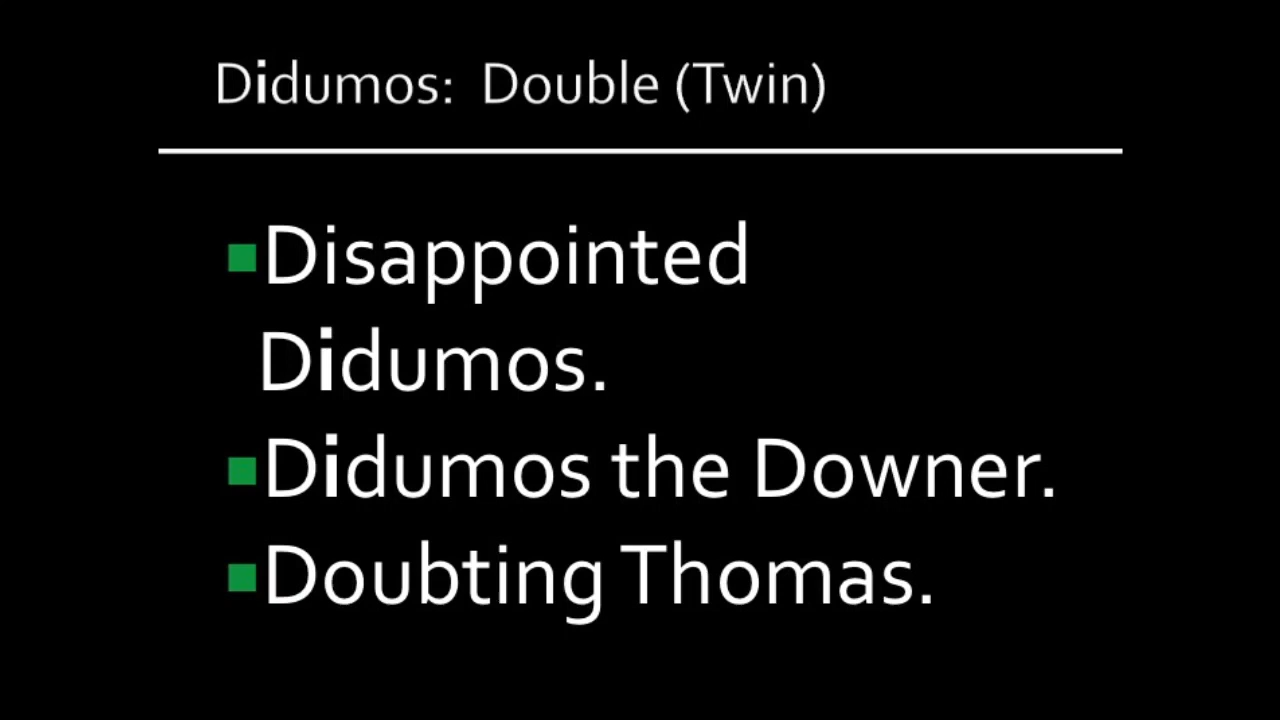 Didumos: Double (Twin)
Disappointed
Didumos.
Didumos the Downer.
Doubting Thomas.